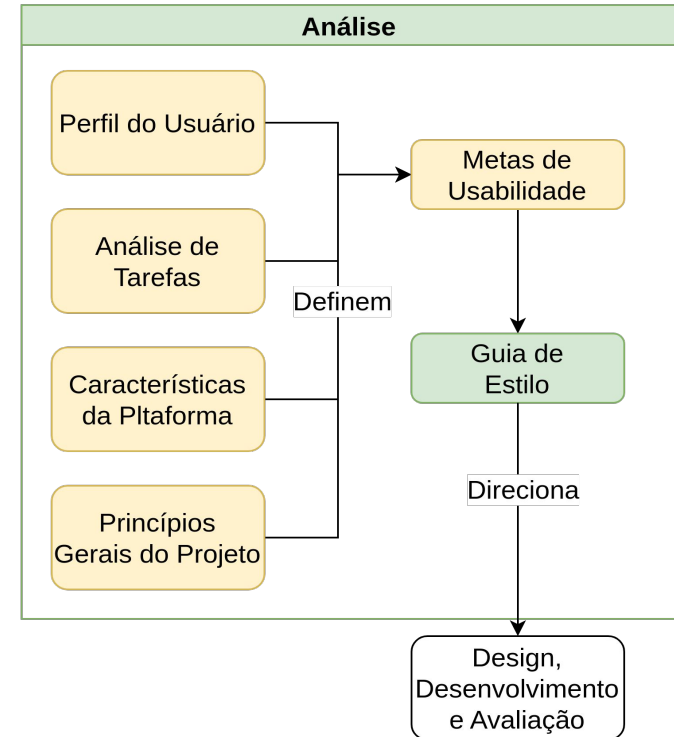 Análise
Perfil do Usuário
Análise de
Tarefas
Características
da Pltaforma
Princípios
Gerais do Projeto
Definem
Metas de
Usabilidade
Guia de
Estilo
Direciona
Design,
Desenvolvimento
e Avaliação